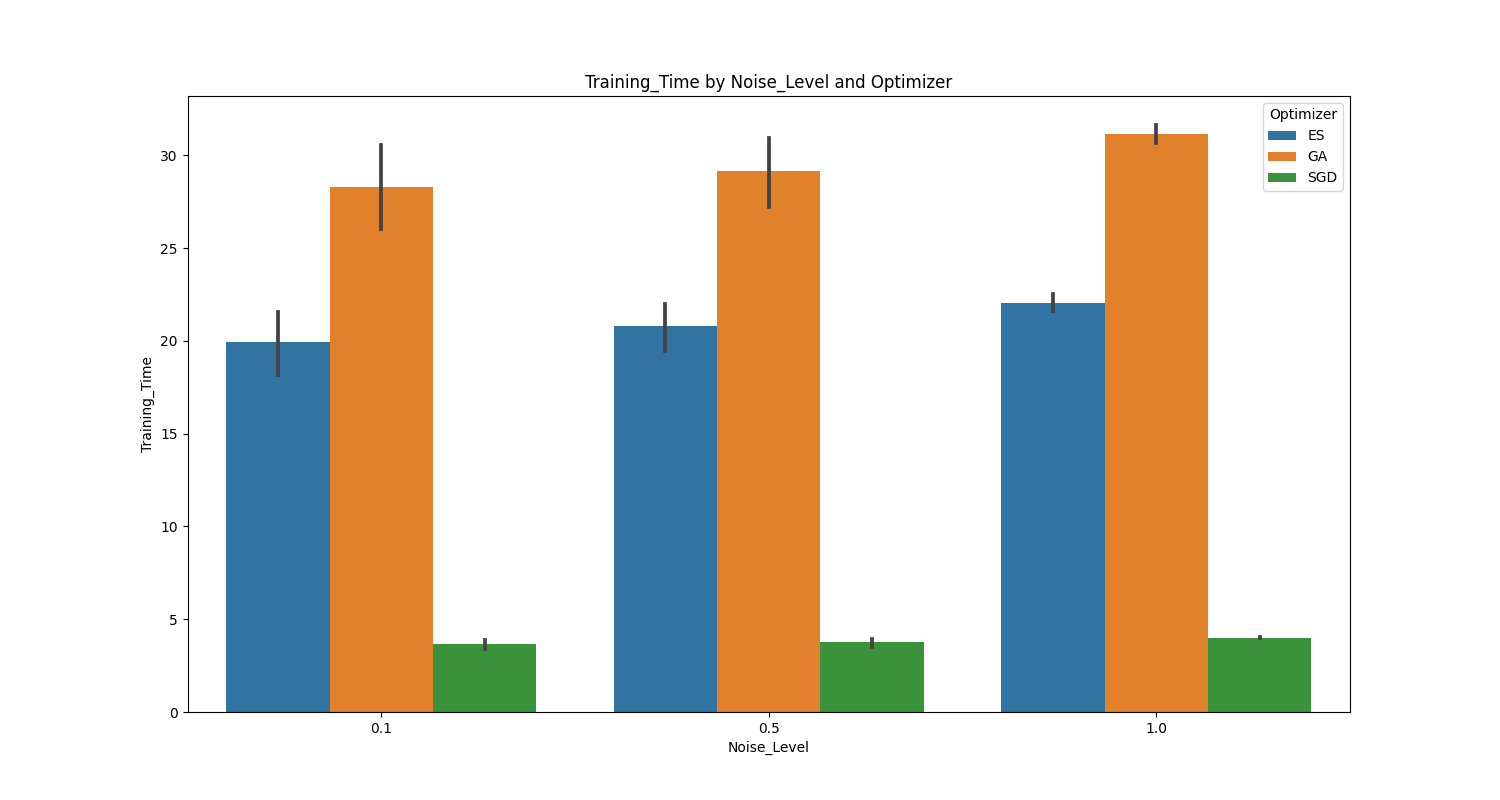 Training_Time by Noise_Level and Optimizer
Optimizer
ES
GA
SGD
Training_Time
30
25
20
15
10
5
0
0.1
0.5
1.0
Noise_Level